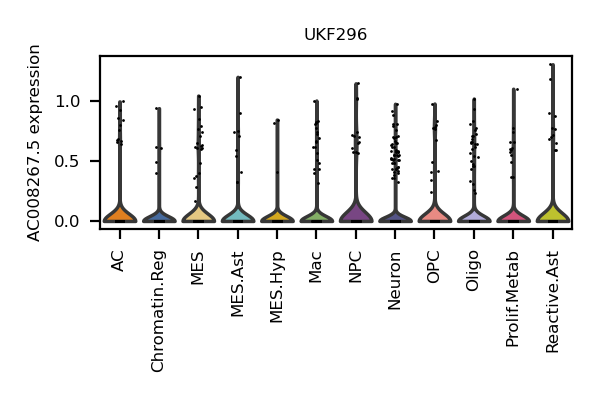 UKF296
AC008267.5 expression
1.0
0.5
0.0
AC
Chromatin.Reg
MES
MES.Ast
MES.Hyp
Mac
NPC
Neuron
OPC
Oligo
Prolif.Metab
Reactive.Ast